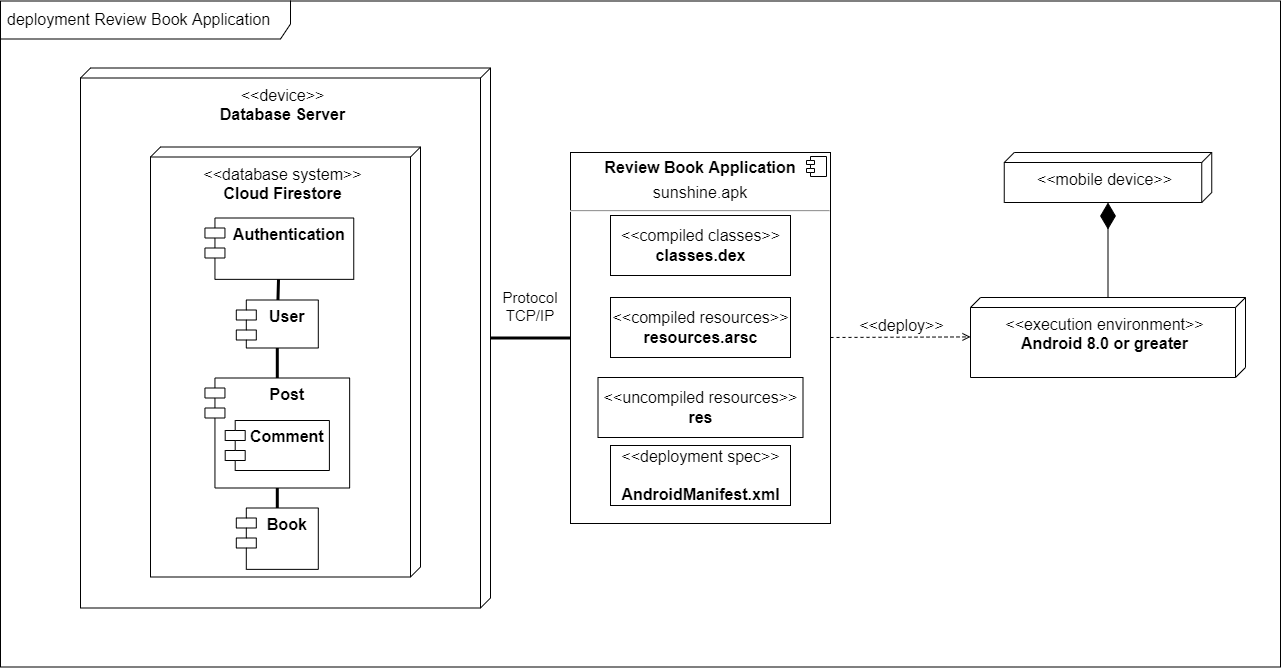 deployment Review Book Application
<<device>>
Database Server
<<database system>>
Cloud Firestore
Authentication
User
Post
Comment
Book
Protocol
TCP/IP
Review Book Application
sunshine.apk
<<compiled classes>>
classes.dex
<<compiled resources>>
resources.arsc
<<uncompiled resources>>
res
<<deployment spec>>
AndroidManifest.xml
<<deploy>>
<<mobile device>>
<<execution environment>>
Android 8.0 or greater